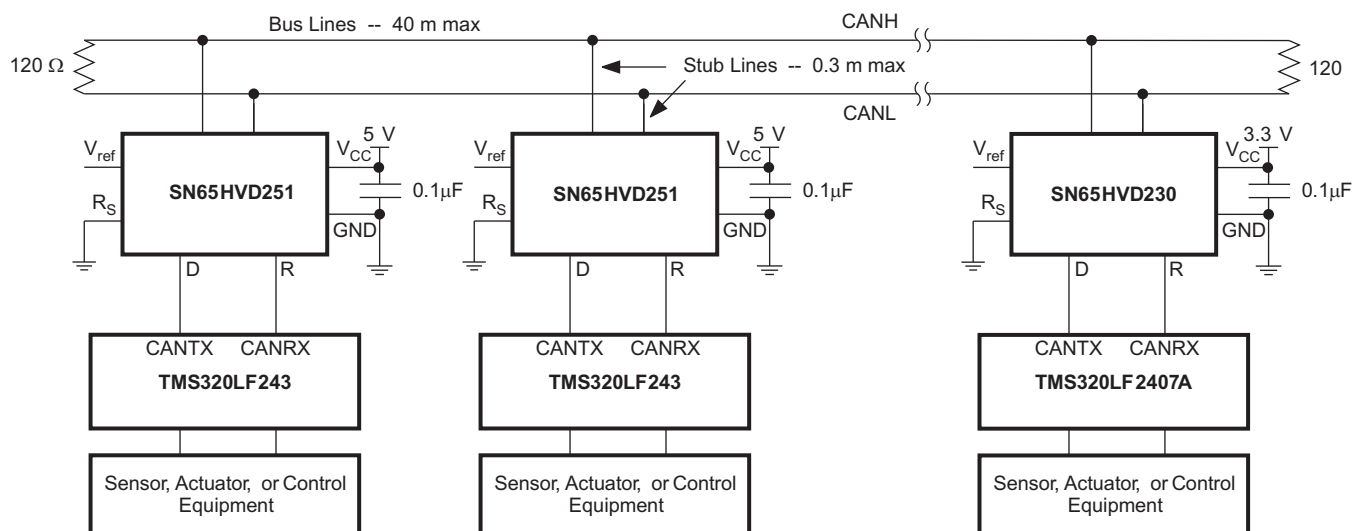 Bus Lines -- 40 m max
CANH
120 Ω
Stub Lines -- 0.3 m max
120
CANL
5 V
Vref
VCC
SN65HVD251
0.1μF
RS
GND
D
R
5 V
Vref
VCC
SN65HVD251
0.1μF
RS
GND
D
R
3.3 V
Vref
VCC
SN65HVD230
0.1μF
RS
GND
D
R
CANTX CANRX
TMS320LF243
CANTX CANRX
TMS320LF243
CANTX CANRX
TMS320LF2407A
Sensor, Actuator, or Control
Equipment
Sensor, Actuator, or Control
Equipment
Sensor, Actuator, or Control
Equipment